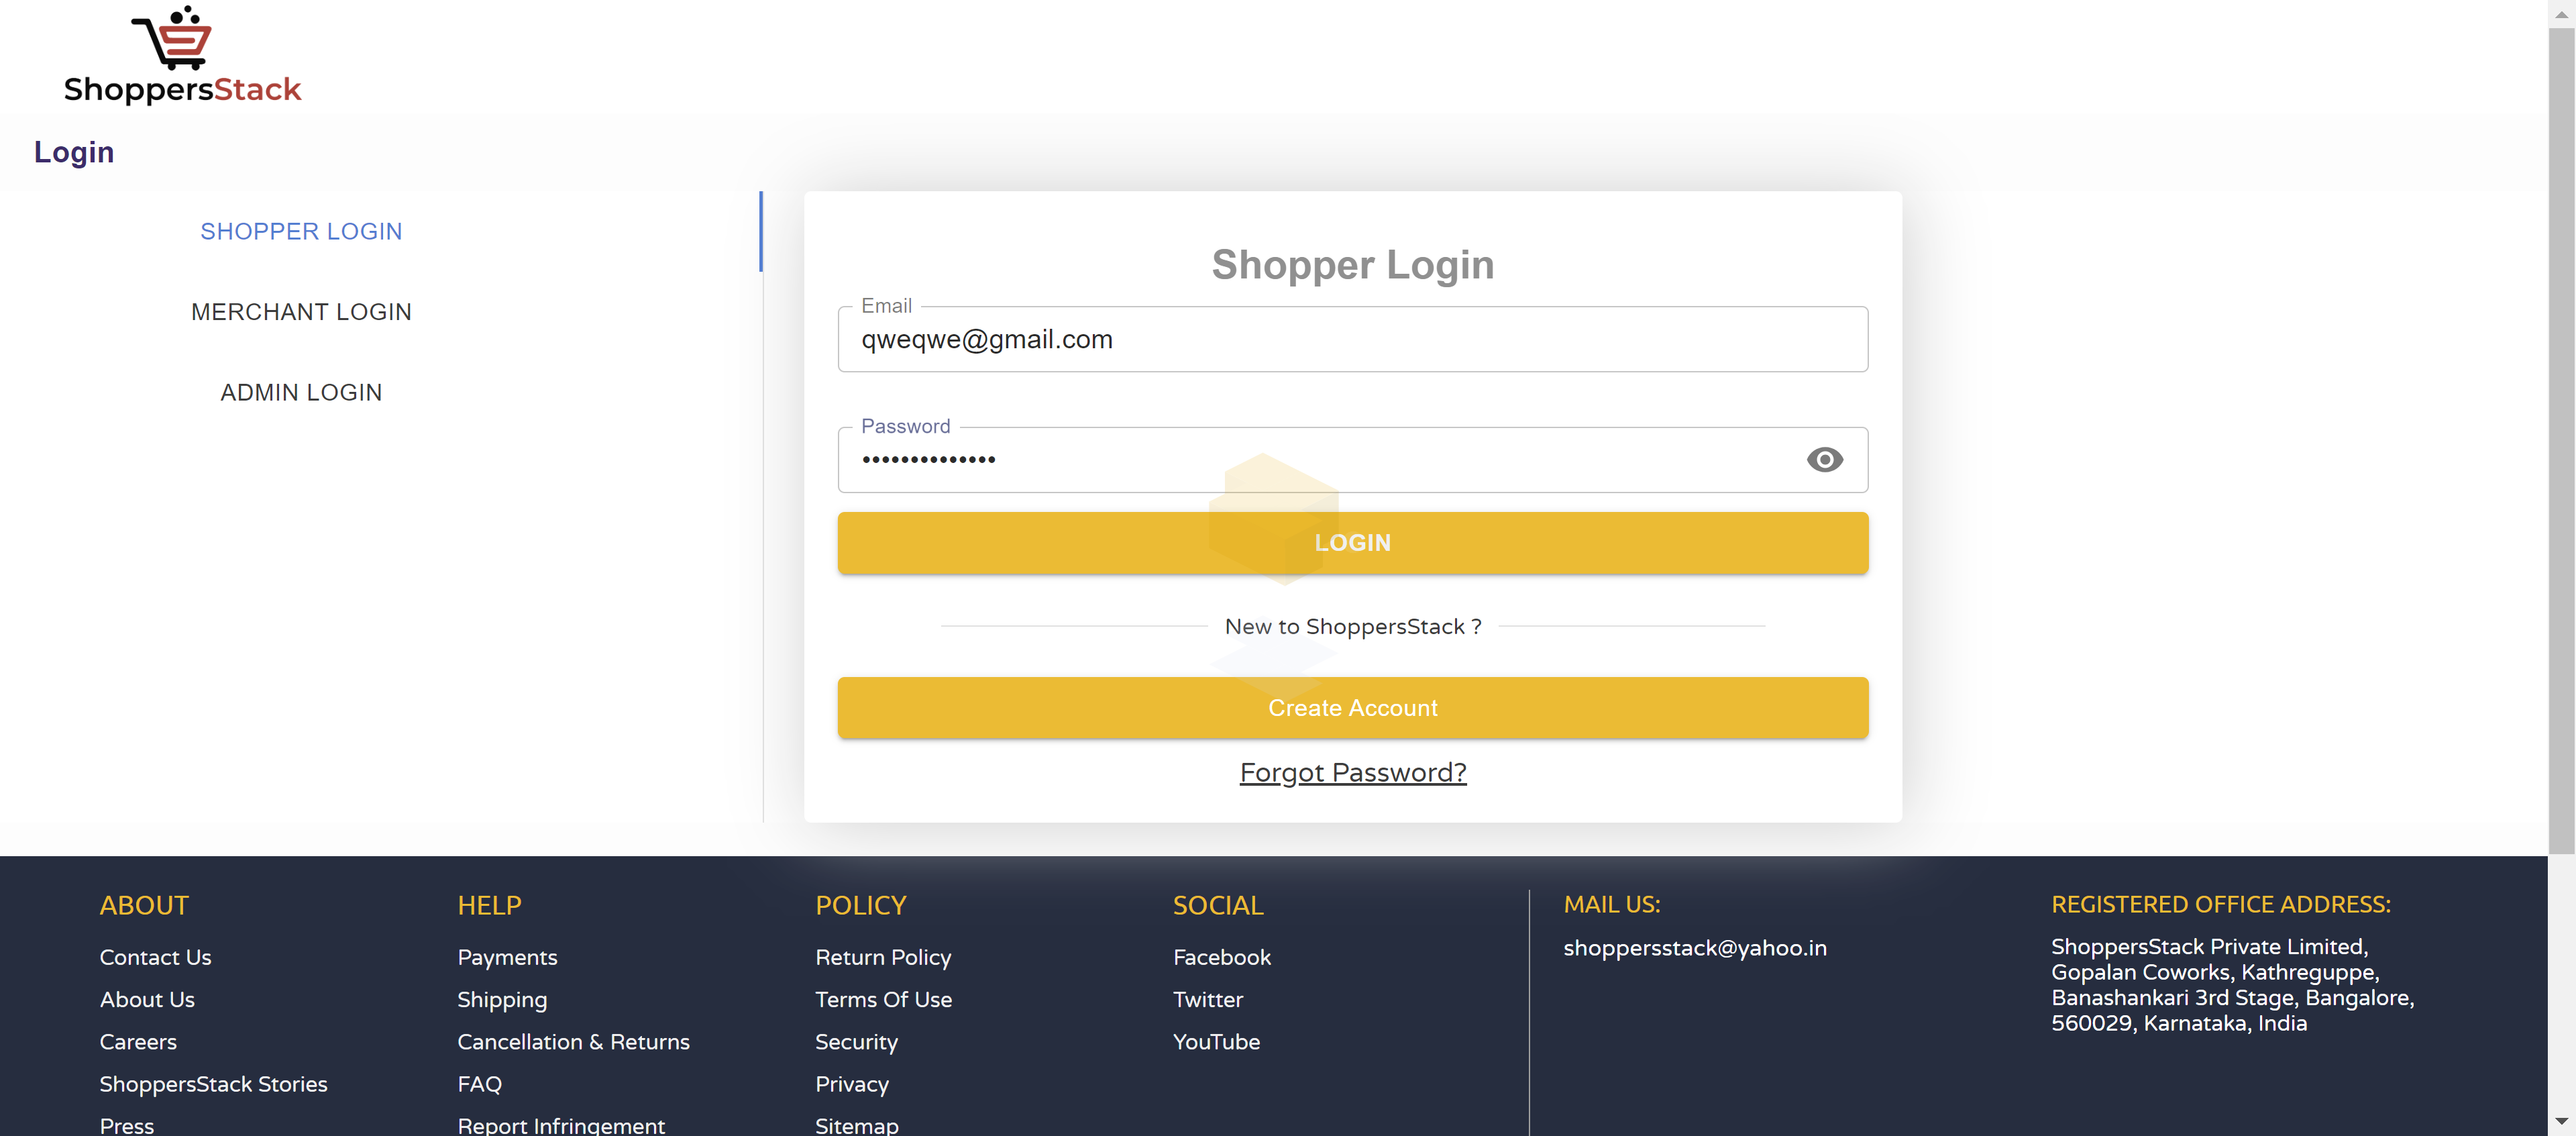 ShoppersStack
Login
SHOPPER LOGIN
MERCHANT LOGIN
ADMIN LOGIN
Shopper Login
Email
qweqwe@gmail.com
Password
••••••••••••••
LOGIN
New to ShoppersStack ?
Create Account
Forgot Password?
ABOUT
Contact Us
About Us
Careers
ShoppersStack Stories
Press
HELP
Payments
Shipping
Cancellation & Returns
FAQ
Report Infringement
POLICY
Return Policy
Terms Of Use
Security
Privacy
Sitemap
SOCIAL
Facebook
Twitter
YouTube
MAIL US:
shoppersstack@yahoo.in
REGISTERED OFFICE ADDRESS:
ShoppersStack Private Limited,
Gopalan Coworks, Kathreguppe,
Banashankari 3rd Stage, Bangalore,
560029, Karnataka, India